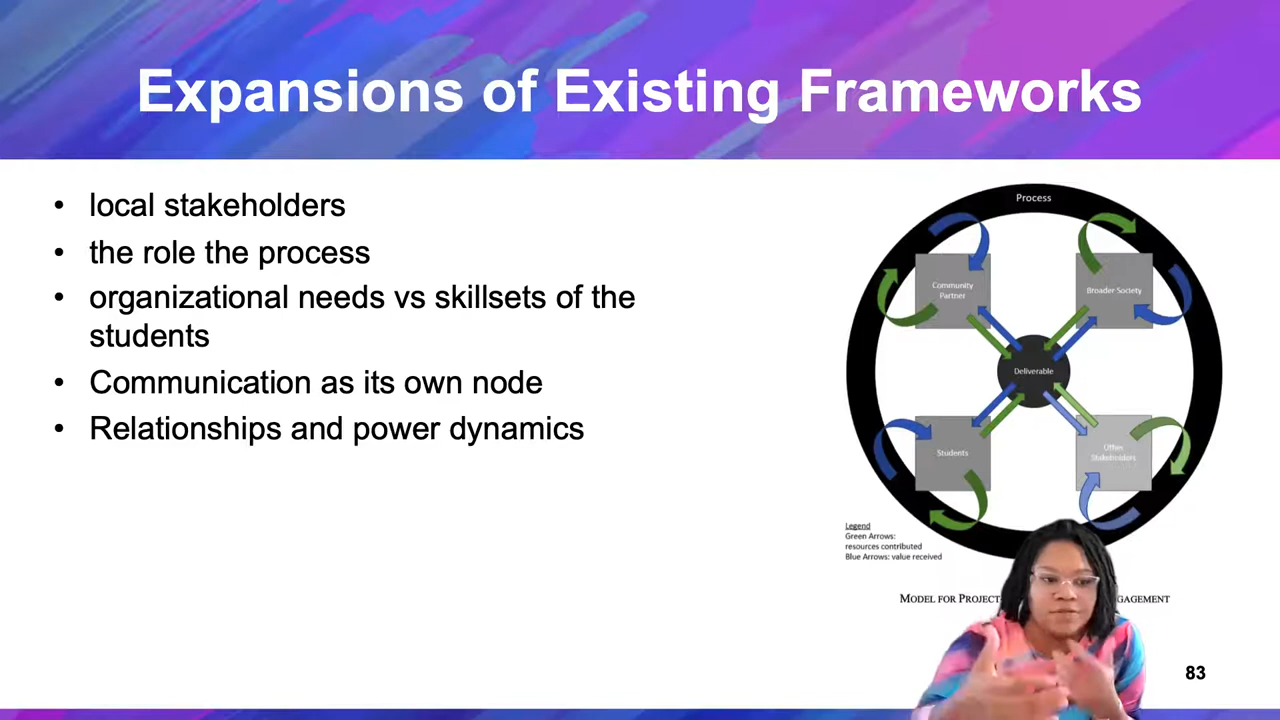 Expansions of Existing Frameworks
• local stakeholders
• the role the process
• organizational needs vs skillsets of the
students
• Communication as its own node
• Relationships and power dynamics
Process
Community
Partner
Broader Society
Deliverable
Students
Other
Stakeholders
Legend
Green Arrows:
resources contributed
Blue Arrows: value received
MODEL FOR PROJECT
GAGEMENT
83